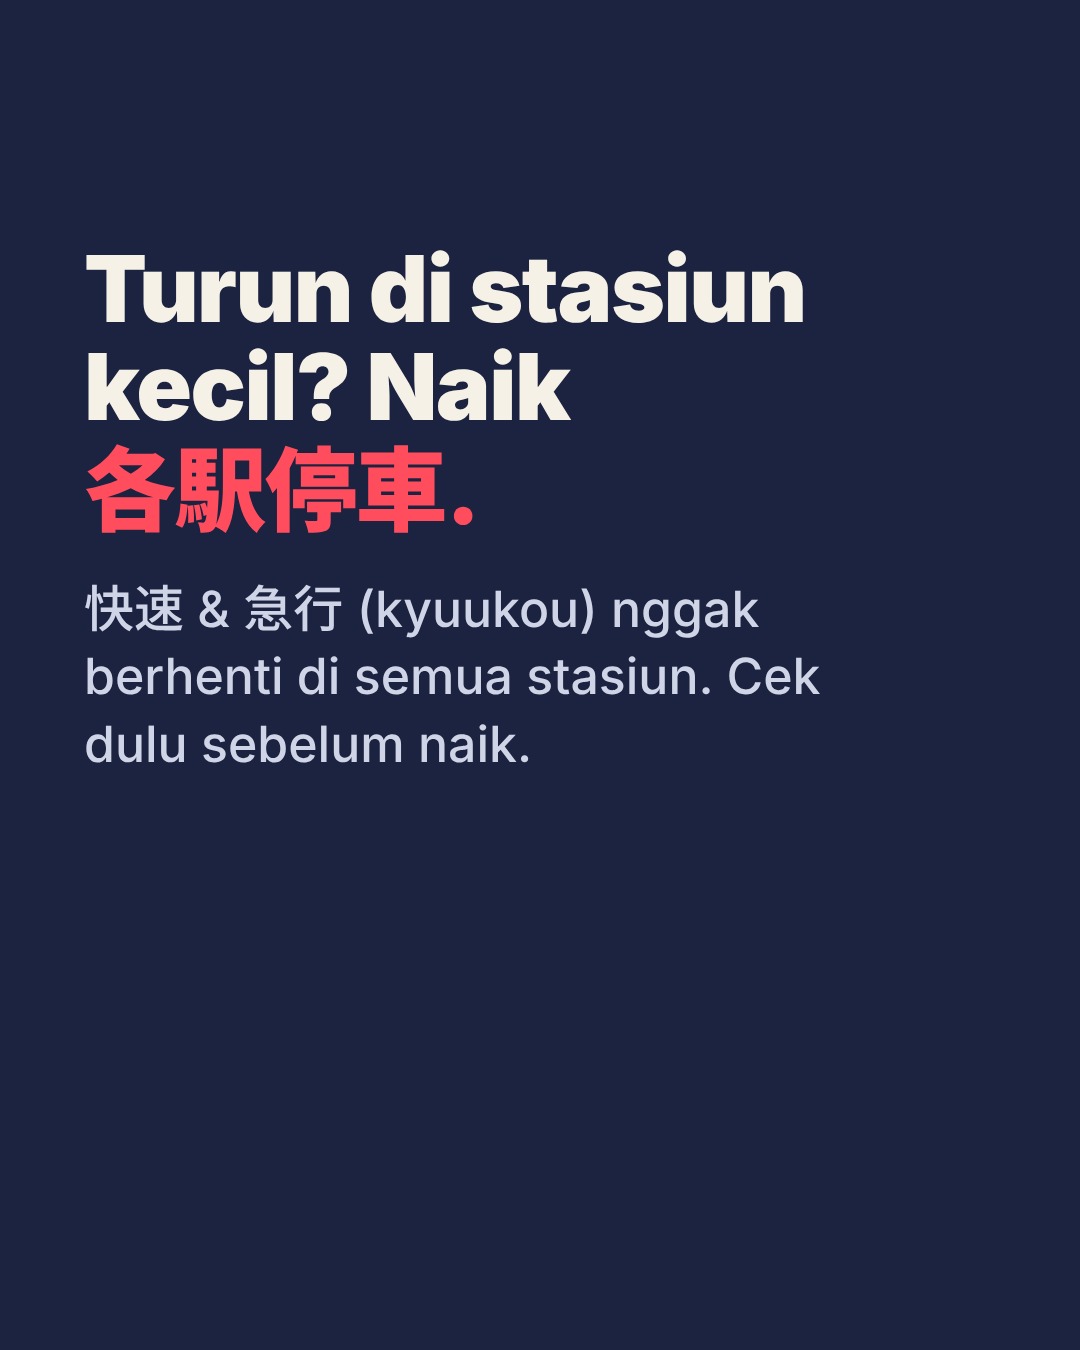 Turun di stasiun
kecil? Naik
各駅停車.
快速 & 急行 (kyuukou) nggak
berhenti di semua stasiun. Cek
dulu sebelum naik.